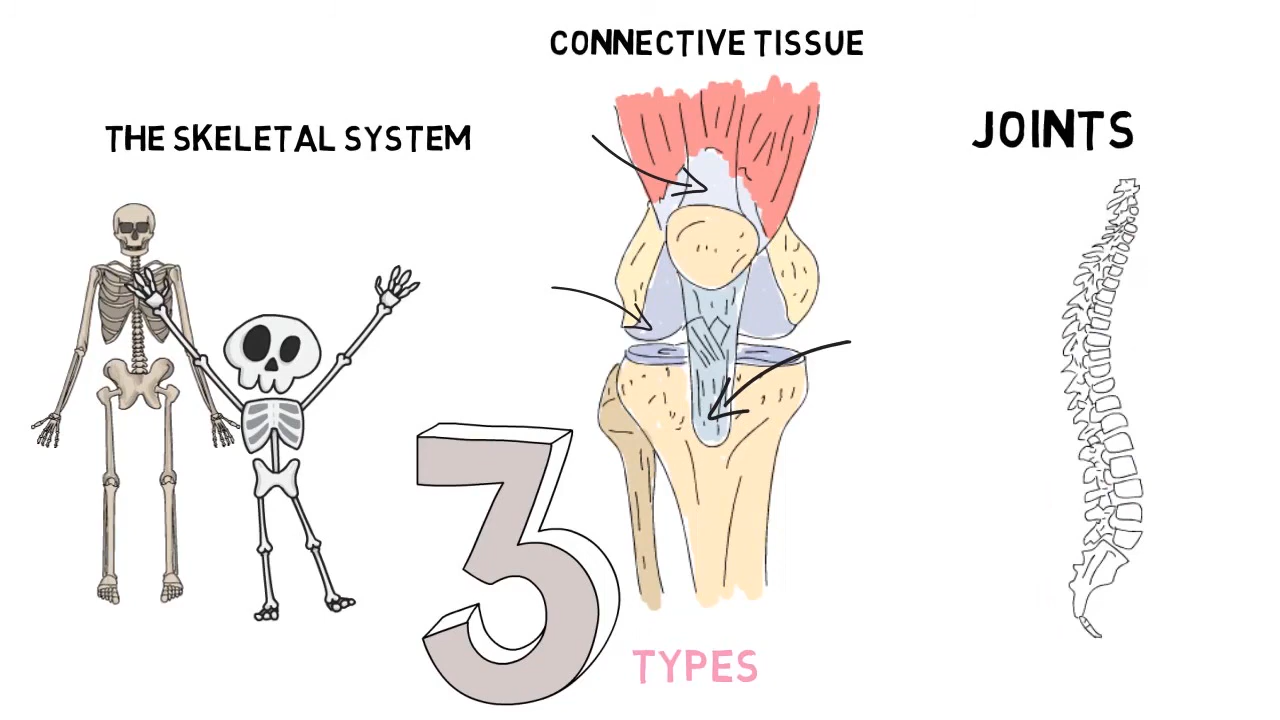 CONNECTIVE TISSUE
THE SKELETAL SYSTEM
JOINTS
3
TYPES